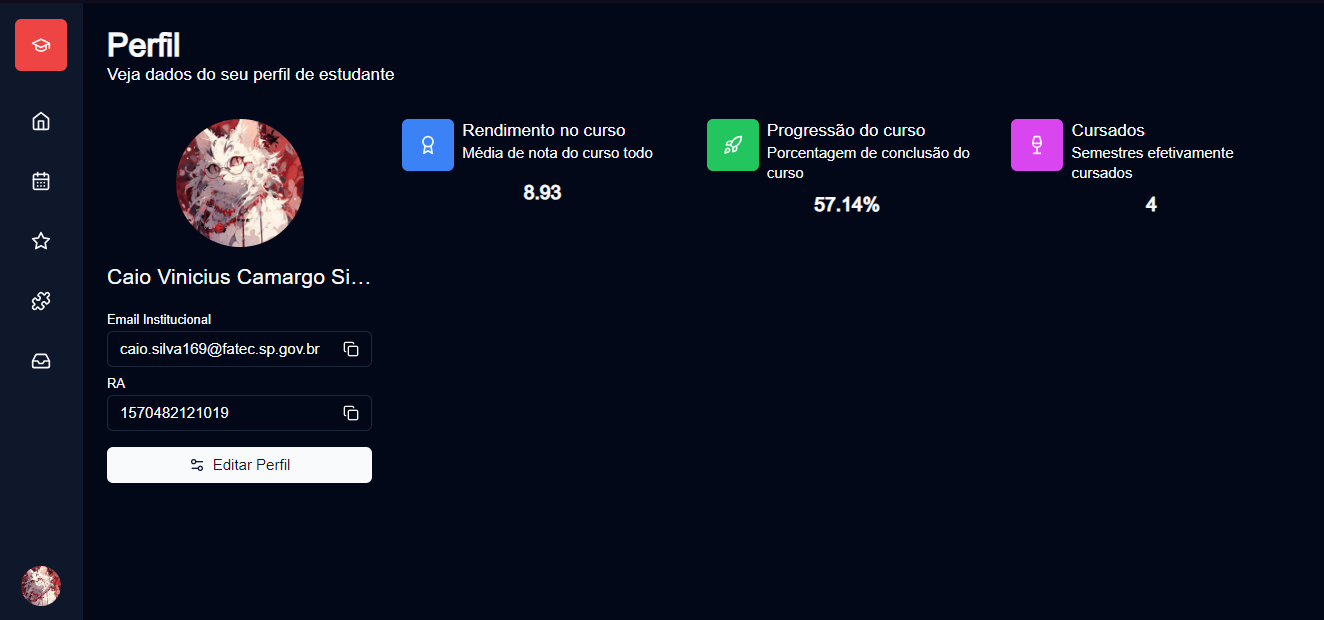 Perfil
Veja dados do seu perfil de estudante
Caio Vinicius Camargo Si...
Email Institucional
caio.silva169@fatec.sp.gov.br
RA
1570482121019
Editar Perfil
Rendimento no curso
Média de nota do curso todo
8.93
Progressão do curso
Porcentagem de conclusão do
curso
57.14%
Cursados
Semestres efetivamente
cursados
4